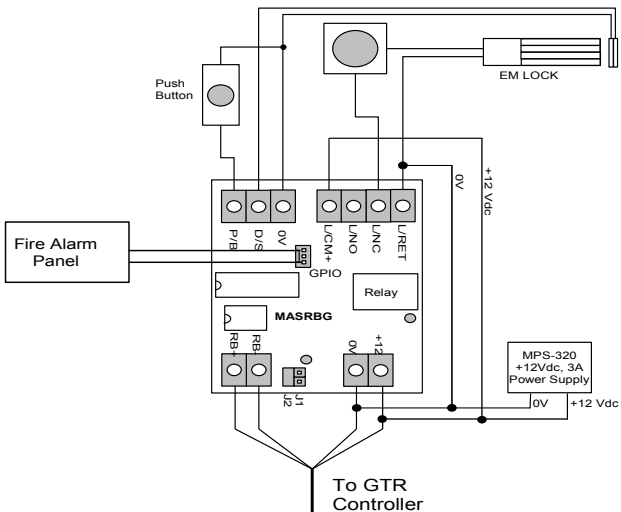 EM LOCK
Push
Button
0V
+12 Vdc
P/B
D/S
0V
L/CM+
L/NO
L/NC
L/RET
Fire Alarm
Panel
GPIO
Relay
MASRBG
RB+
RB-
0V
+12
J2
J1
MPS-320
+12Vdc, 3A
Power Supply
0V
+12 Vdc
To GTR
Controller